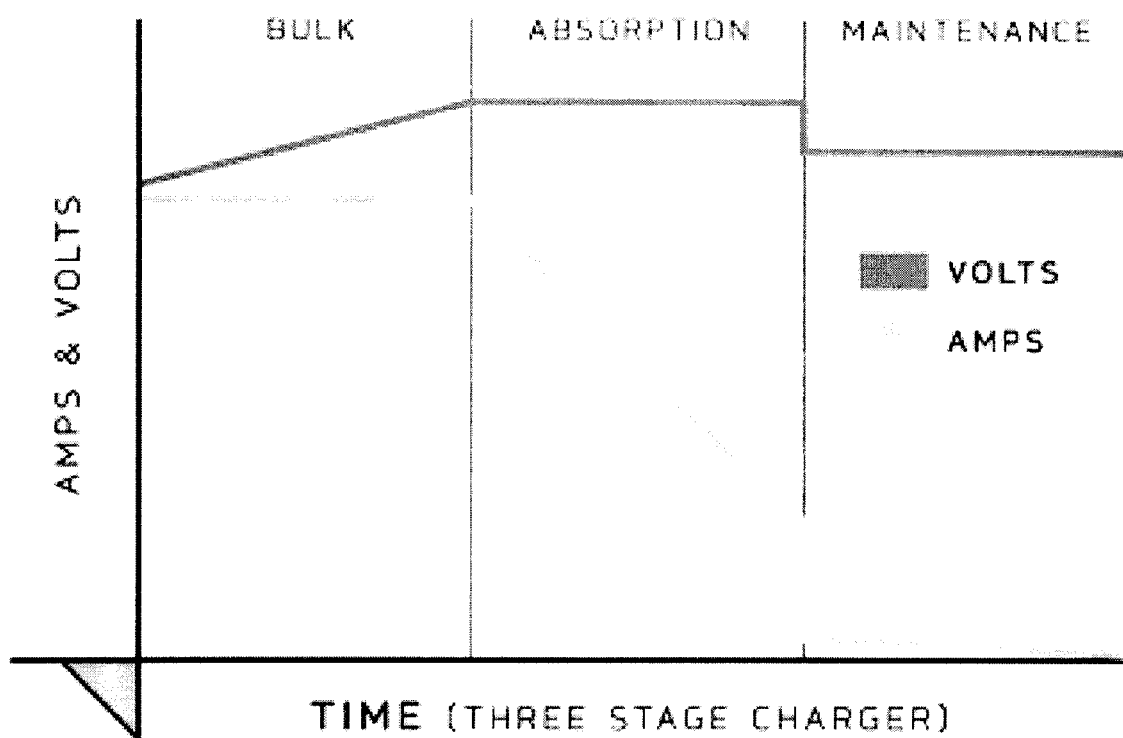 BULK
ABSORPTION
MAINTENANCE
AMPS & VOLTS
VOLTS
AMPS
TIME (THREE STAGE CHARGER)